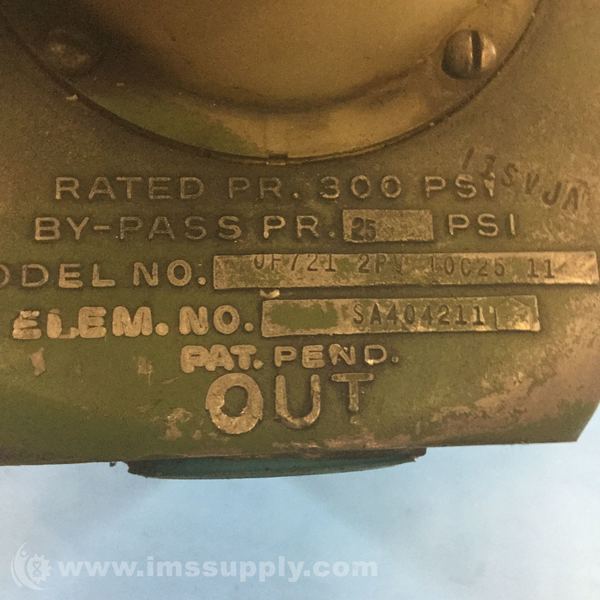 RATED PR. 300 PSI
BY-PASS PR. 25 PSI
ODEL NO. OF721 2PV 10C25 11
ELEM. NO. SA404211
PAT. PEND.
OUT
www.imssupply.com